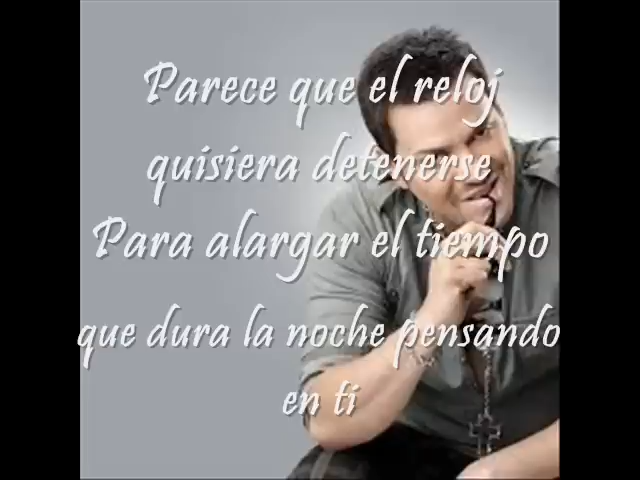 Parece que el reloj
quisiera detenerse
Para alargar el tiempo
que dura la noche pensando
en ti